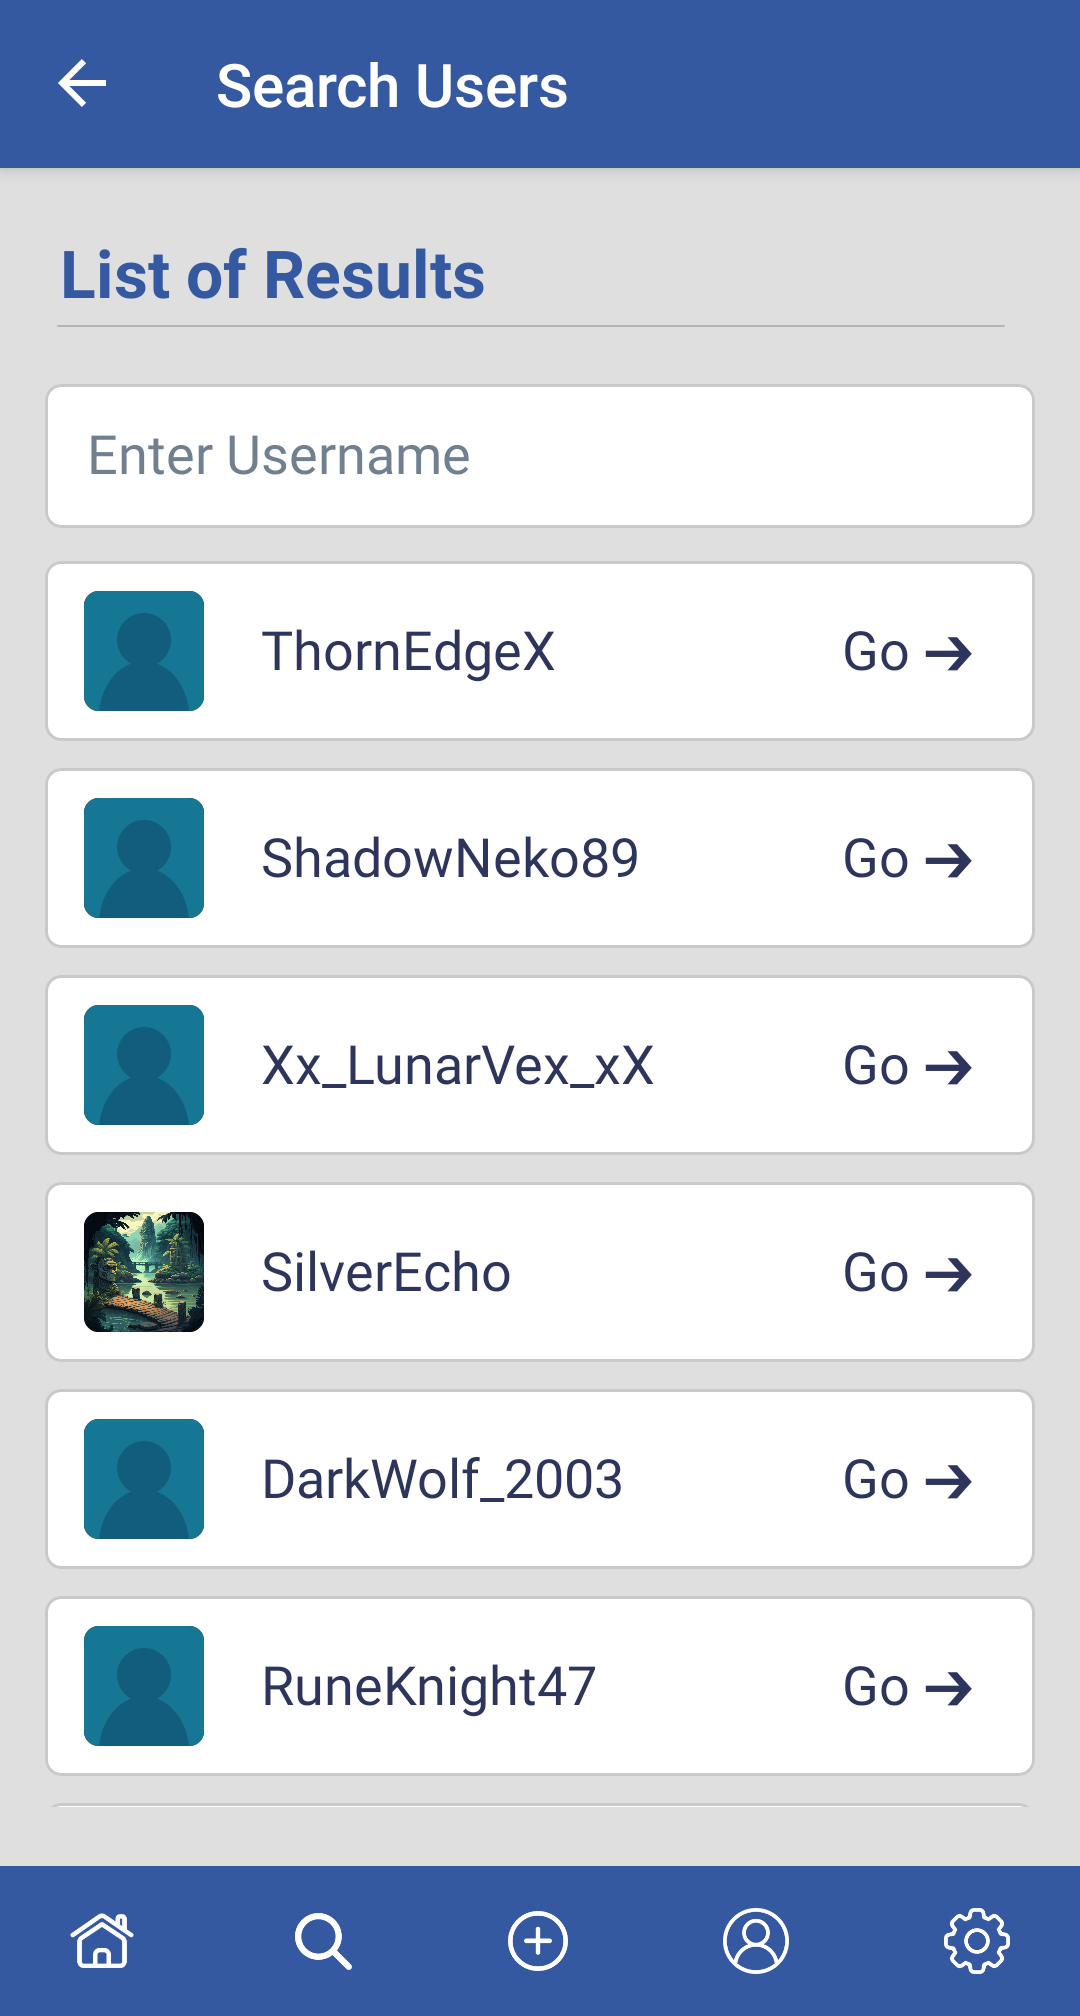 Search Users
List of Results
Enter Username
ThornEdgeX Go →
ShadowNeko89 Go →
Xx_LunarVex_xX Go →
SilverEcho Go →
DarkWolf_2003 Go →
RuneKnight47 Go →